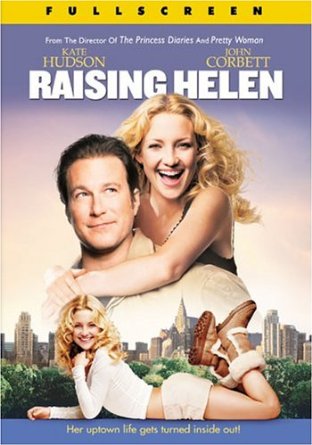 FULLSCREEN
From The Director Of The Princess Diaries And Pretty Woman
KATE JOHN
HUDSON CORBETT
RAISING HELEN
Her uptown life gets turned inside out!